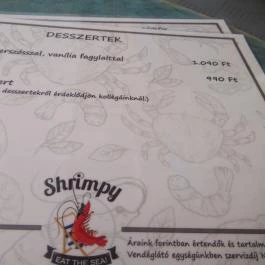 DESSZERTEK
erszósszal, vanília fagylalttal 1.090 Ft
ert 990 Ft
desszertekről érdeklődjön kollégáinknál!)
Shrimpy
EAT THE SEA!
Áraink forintban értendők és tartalm
Vendéglátó egységünkben szervizdíj